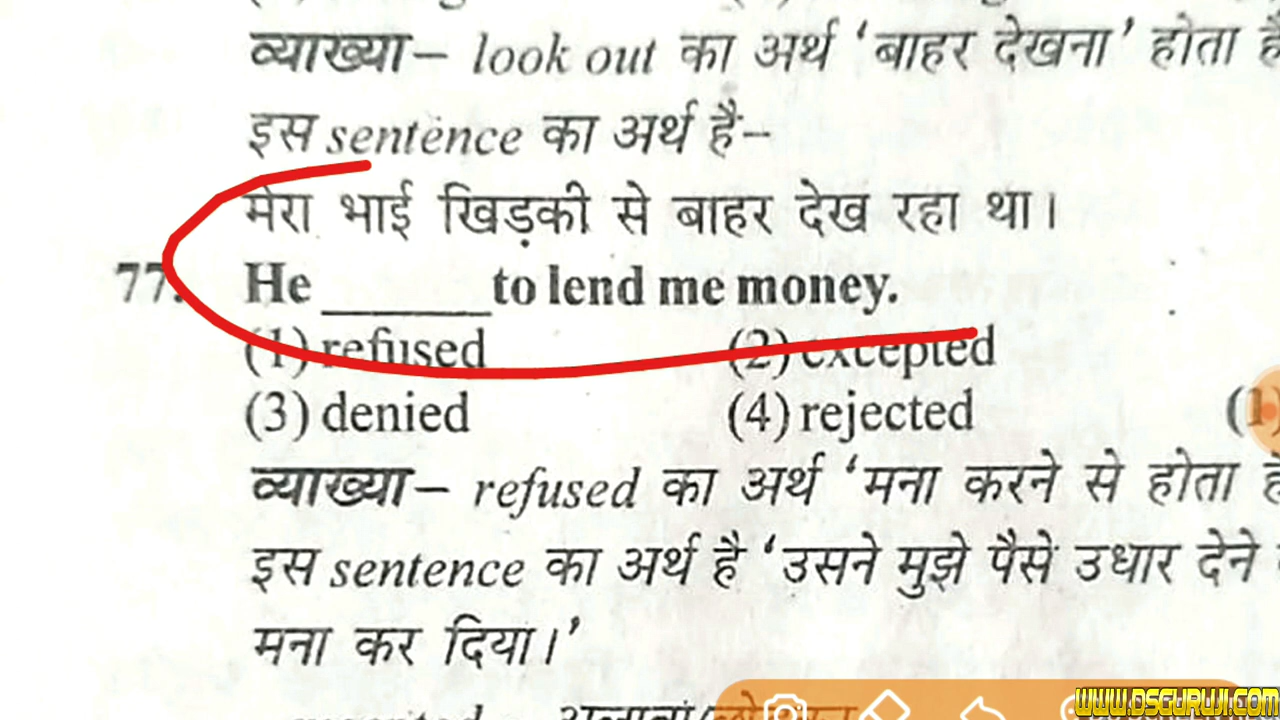 व्याख्या– look out का अर्थ ‘बाहर देखना’ होता है
इस sentence का अर्थ है–
मेरा भाई खिड़की से बाहर देख रहा था।
77. He ______ to lend me money.
(1) refused (2) excepted
(3) denied (4) rejected (1)
व्याख्या– refused का अर्थ ‘मना करने से होता है
इस sentence का अर्थ है ‘उसने मुझे पैसे उधार देने
मना कर दिया।’
WWW.DSGURUJI.COM